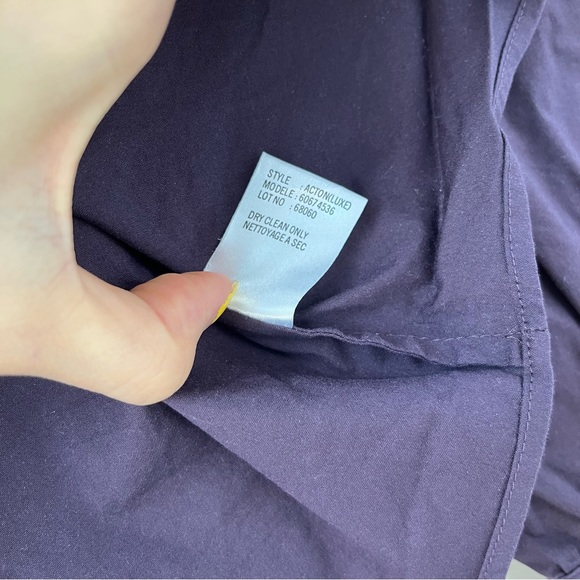 STYLE : ACTON(LUXE)
MODELE : 60674536
LOT NO : 68060
DRY CLEAN ONLY
NETTOYAGE A SEC